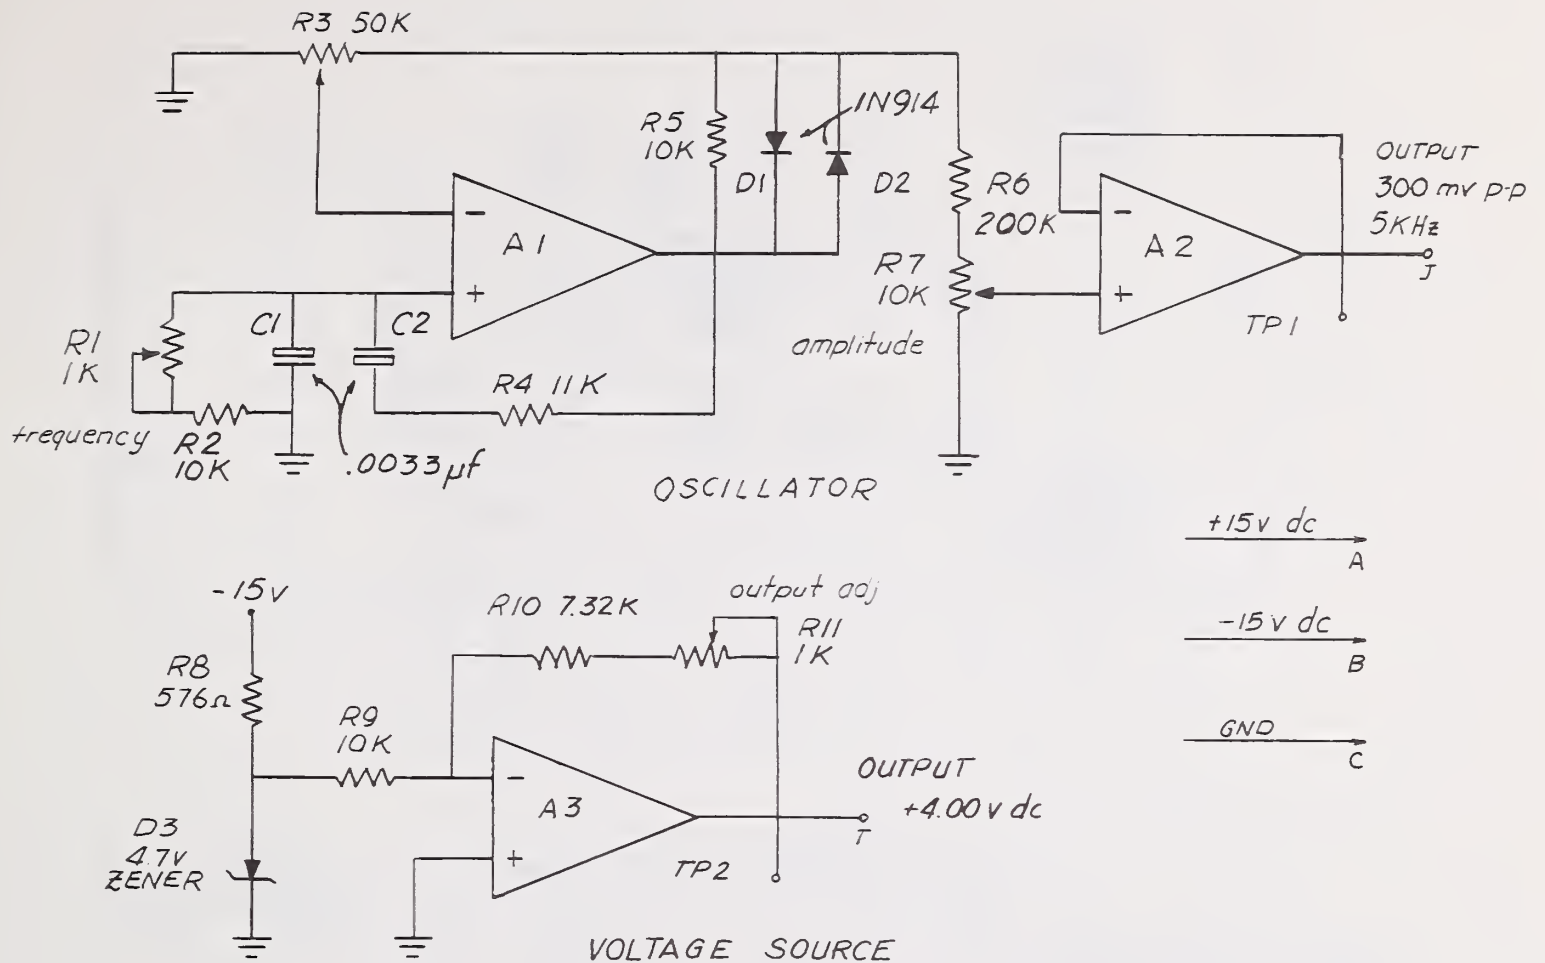 R3 50K
1N914
R5
10K
D1
D2
R6
200K
OUTPUT
300 mv p-p
5KHz
J
A1
-
+
A2
-
+
R7
10K
amplitude
TP1
C1
C2
R1
1K
frequency
R2
10K
R4 11K
.0033µf
OSCILLATOR
+15v dc
A
-15v dc
B
GND
C
-15v
R8
576Ω
R9
10K
R10 7.32K
output adj
R11
1K
A3
-
+
OUTPUT
+4.00v dc
T
TP2
D3
4.7v
ZENER
VOLTAGE SOURCE